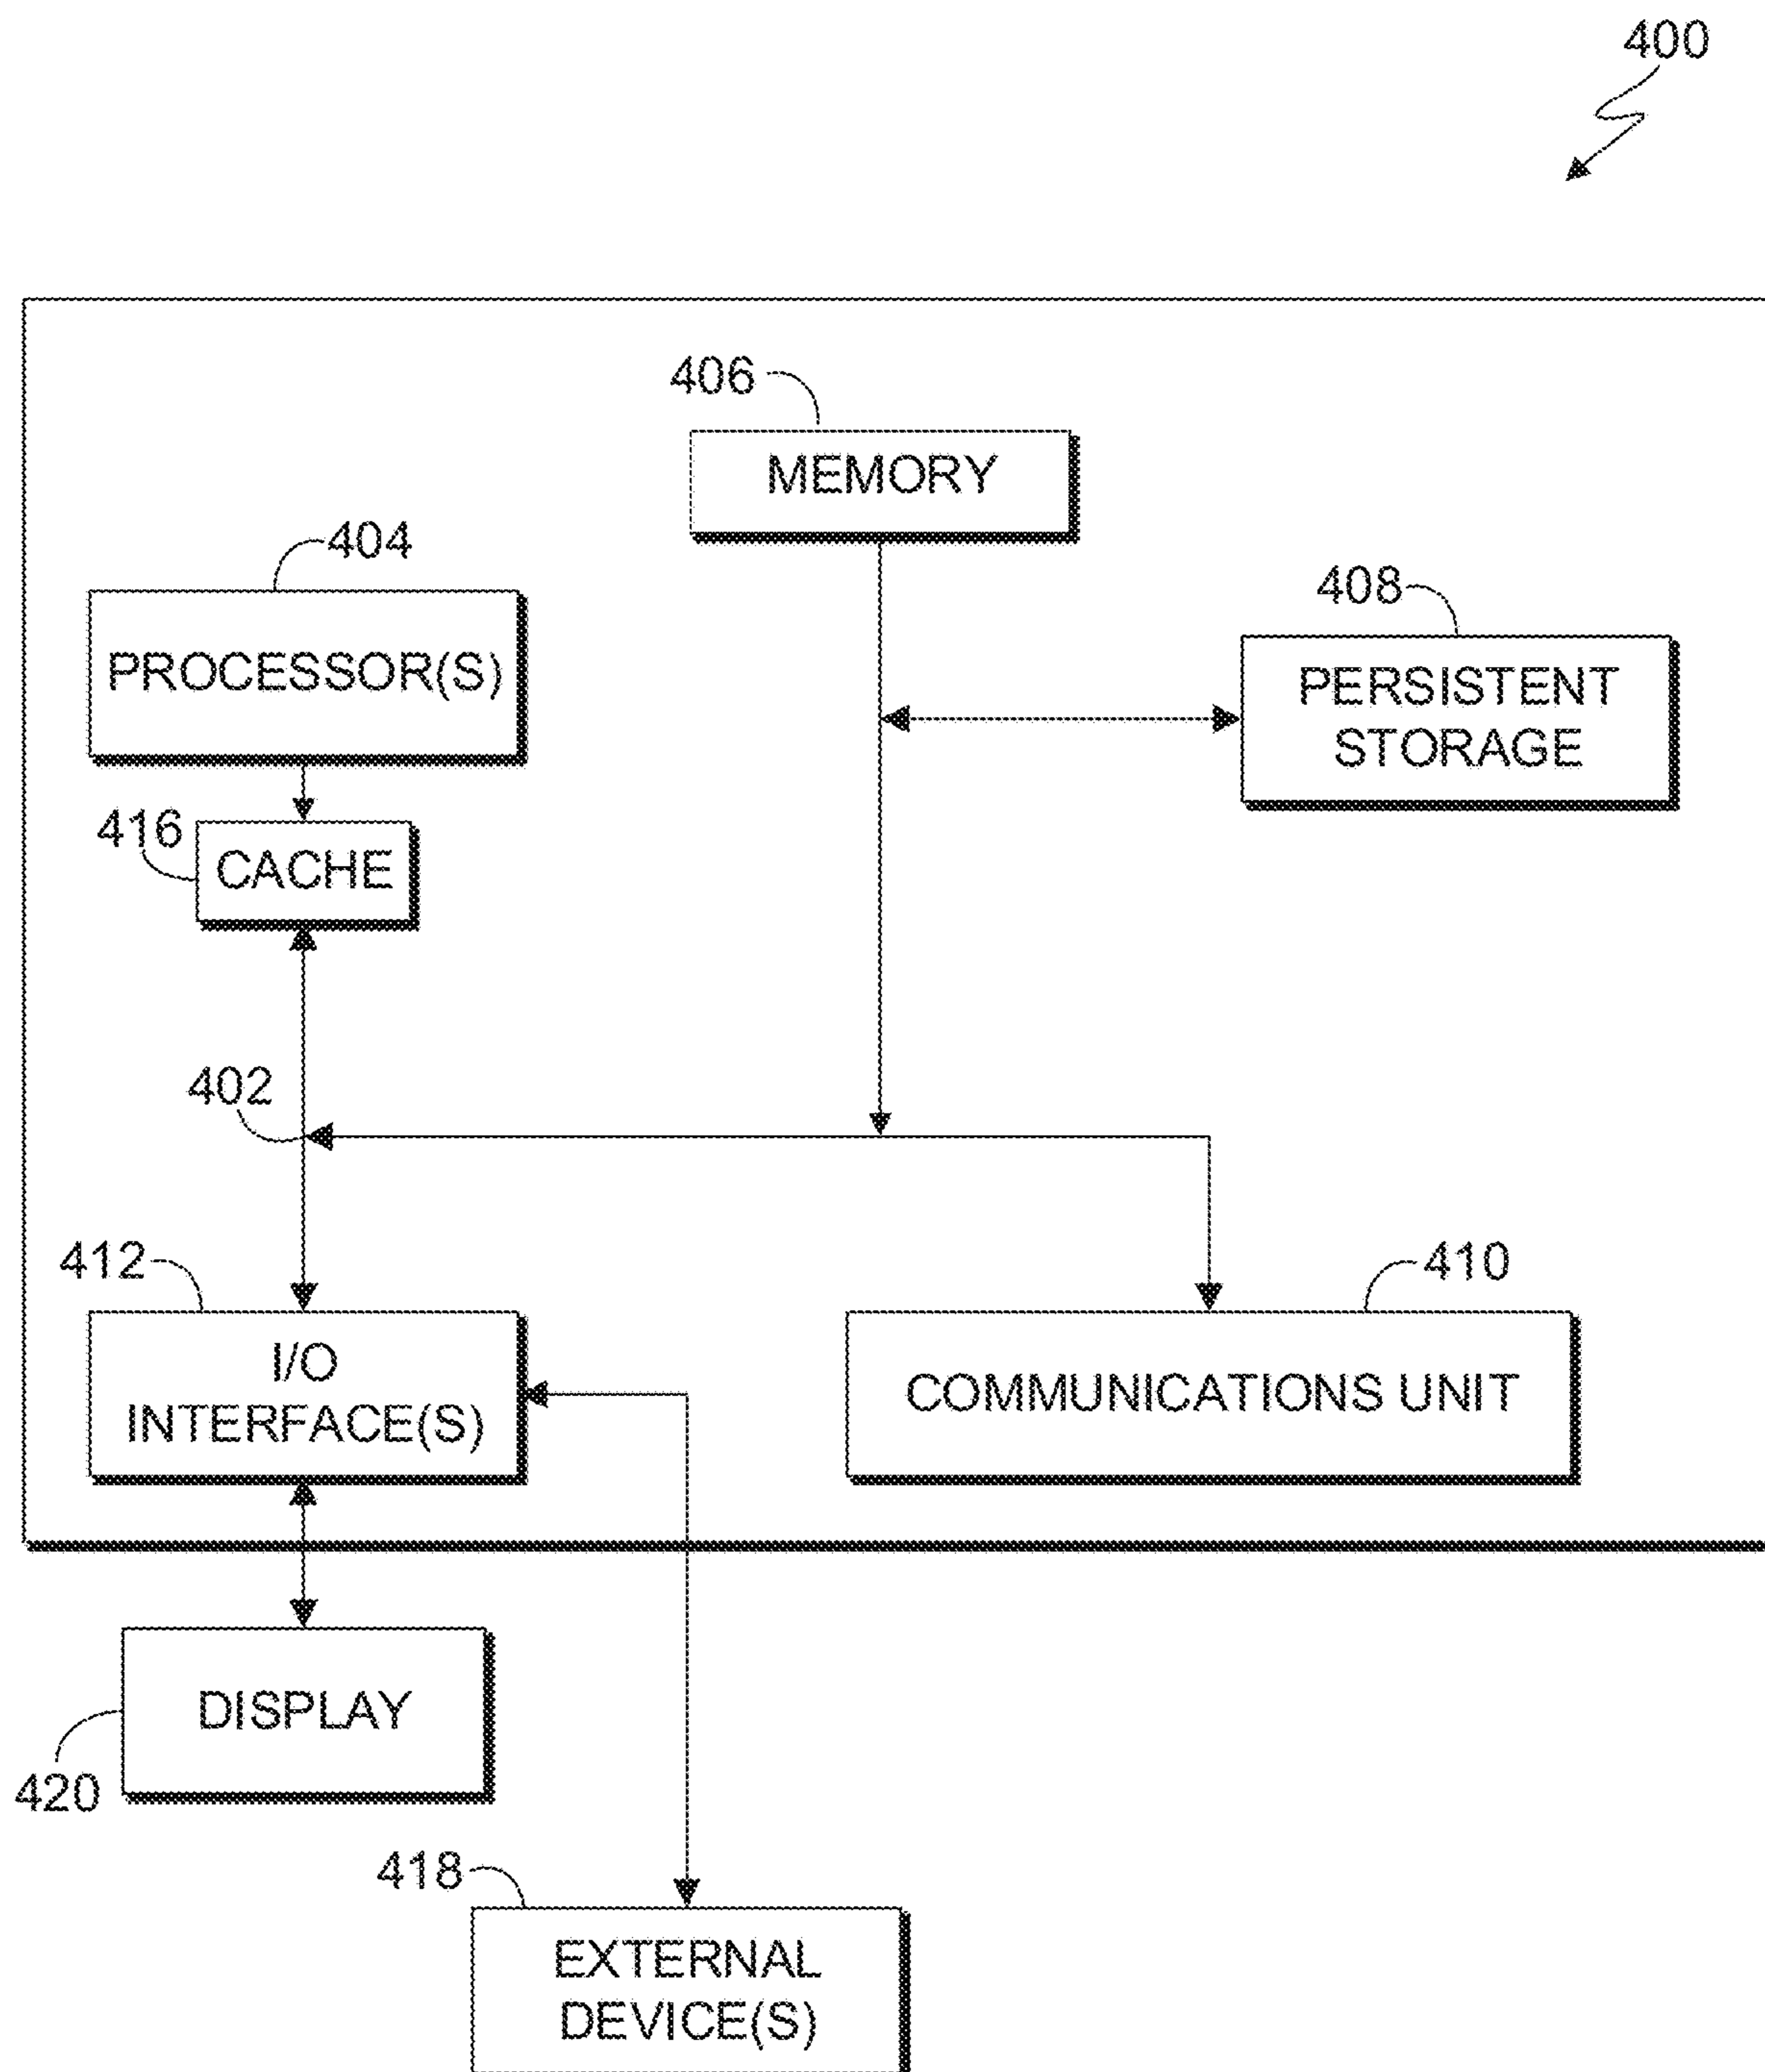 400
406
MEMORY
404
408
PROCESSOR(S)
PERSISTENT
STORAGE
416
CACHE
402
412
410
I/O
INTERFACE(S)
COMMUNICATIONS UNIT
DISPLAY
420
418
EXTERNAL
DEVICE(S)